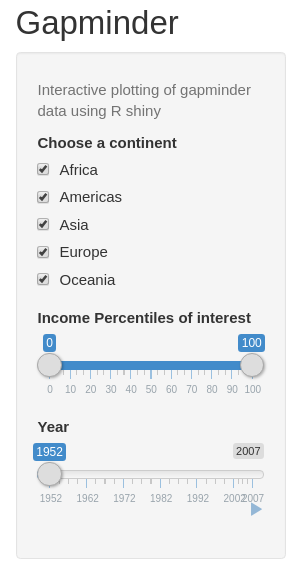 Gapminder
Interactive plotting of gapminder
data using R shiny
Choose a continent
Africa
Americas
Asia
Europe
Oceania
Income Percentiles of interest
0 100
0 10 20 30 40 50 60 70 80 90 100
Year
1952 2007
1952 1962 1972 1982 1992 2002 2007